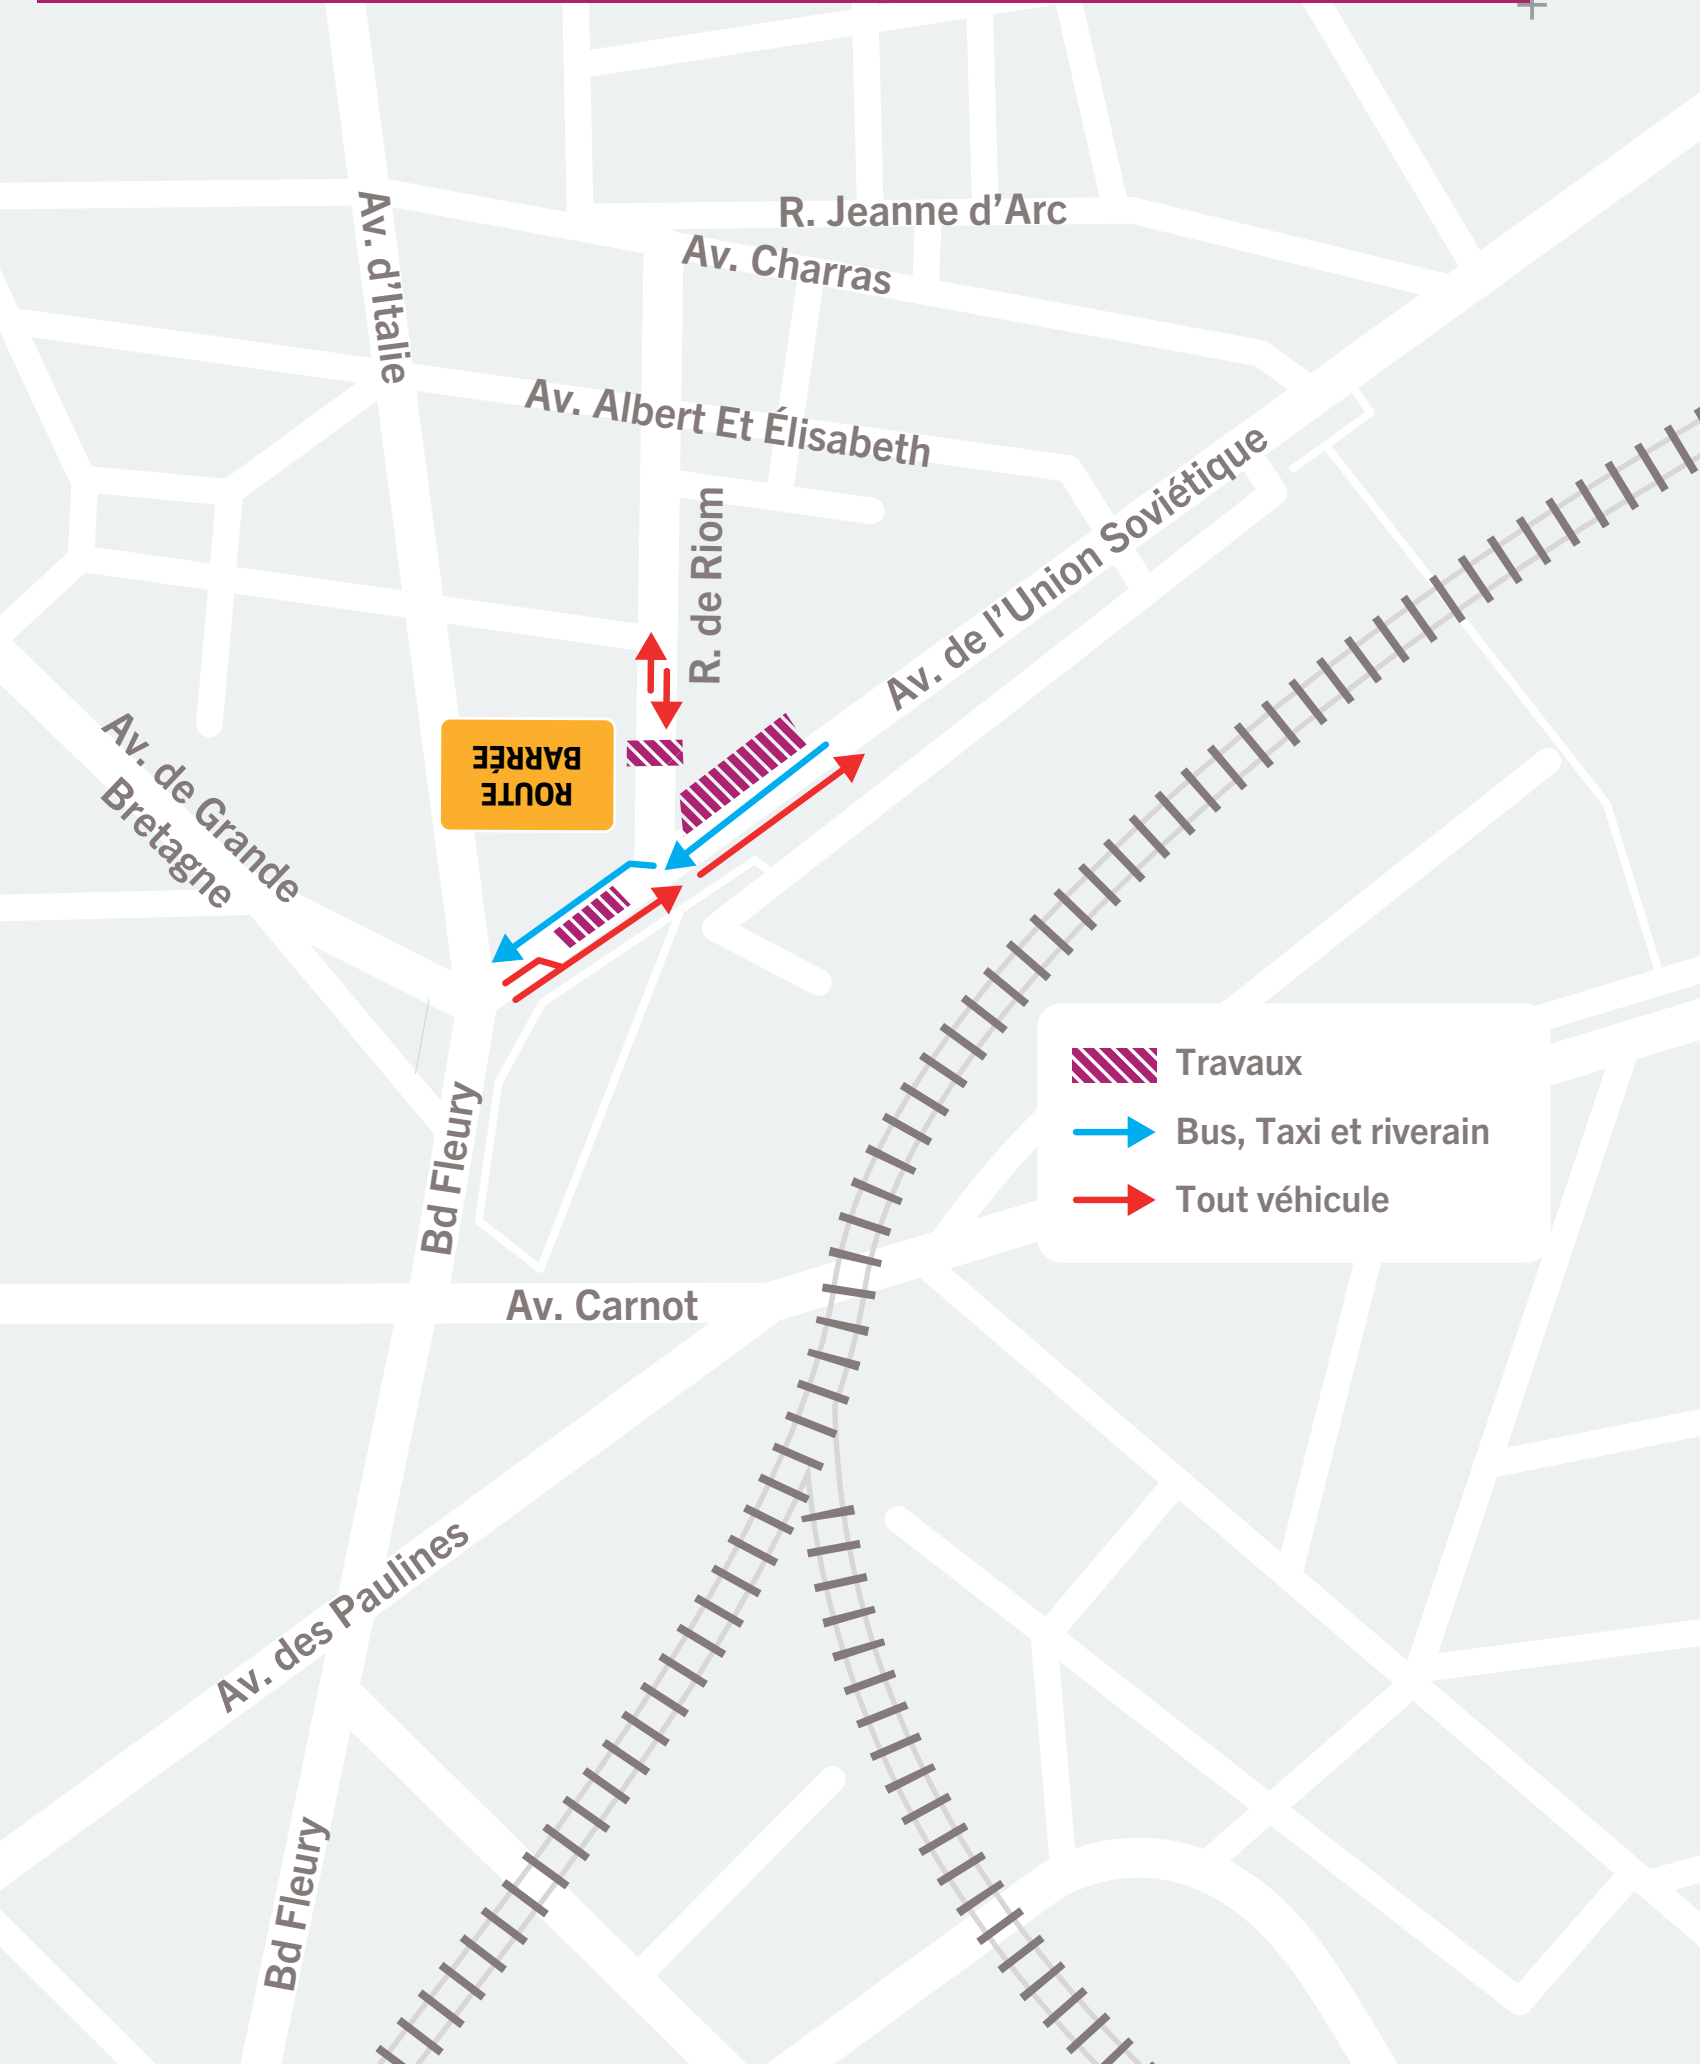 R. Jeanne d’Arc
Av. Charras
Av. d’Italie
Av. Albert Et Élisabeth
R. de Riom
Av. de l’Union Soviétique
ROUTE
BARRÉE
Av. de Grande
Bretagne
Travaux
Bus, Taxi et riverain
Tout véhicule
Bd Fleury
Av. Carnot
Av. des Paulines
Bd Fleury